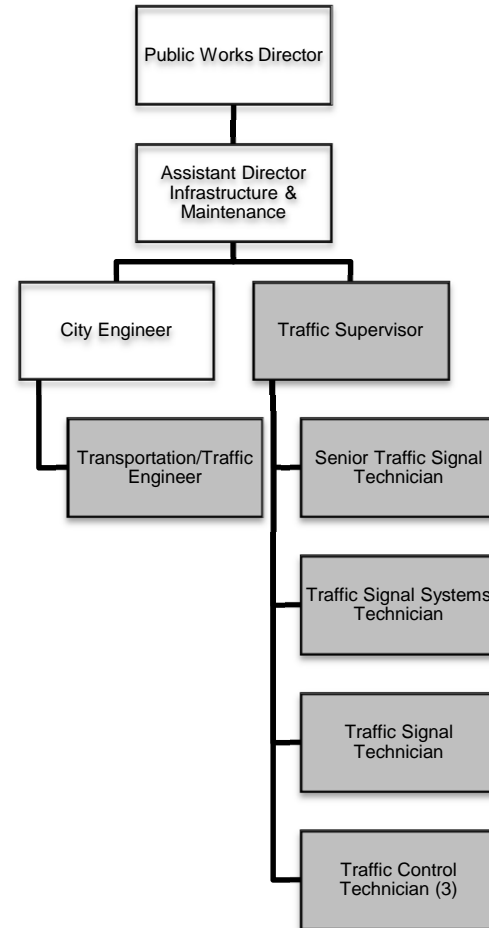 Public Works Director
Assistant Director
Infrastructure &
Maintenance
City Engineer
Traffic Supervisor
Transportation/Traffic
Engineer
Senior Traffic Signal
Technician
Traffic Signal Systems
Technician
Traffic Signal
Technician
Traffic Control
Technician (3)